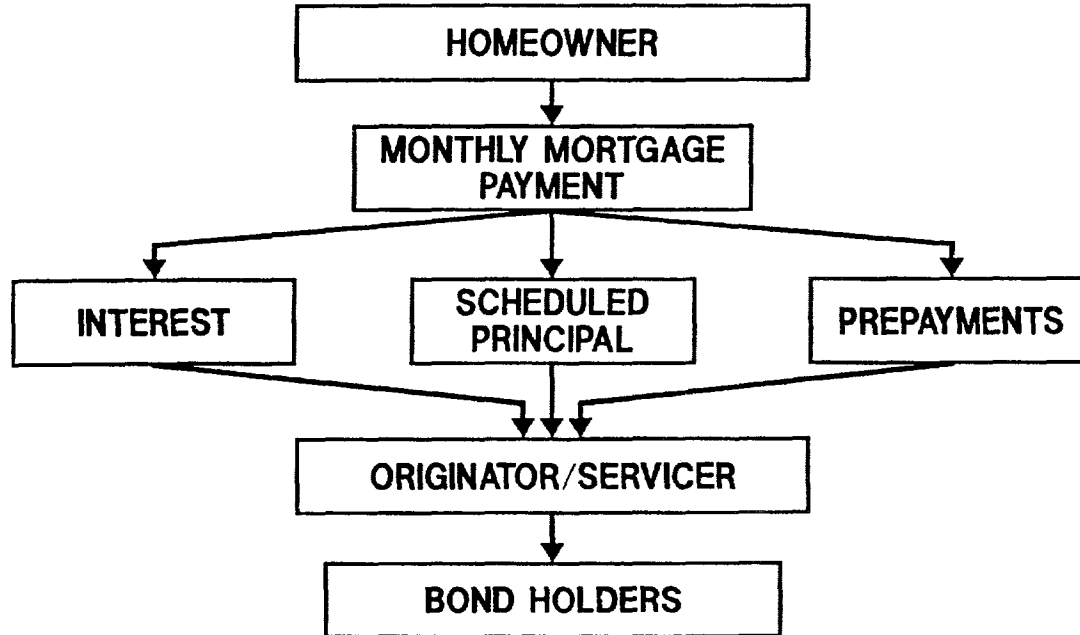 HOMEOWNER
MONTHLY MORTGAGE
PAYMENT
INTEREST
SCHEDULED
PRINCIPAL
PREPAYMENTS
ORIGINATOR/SERVICER
BOND HOLDERS